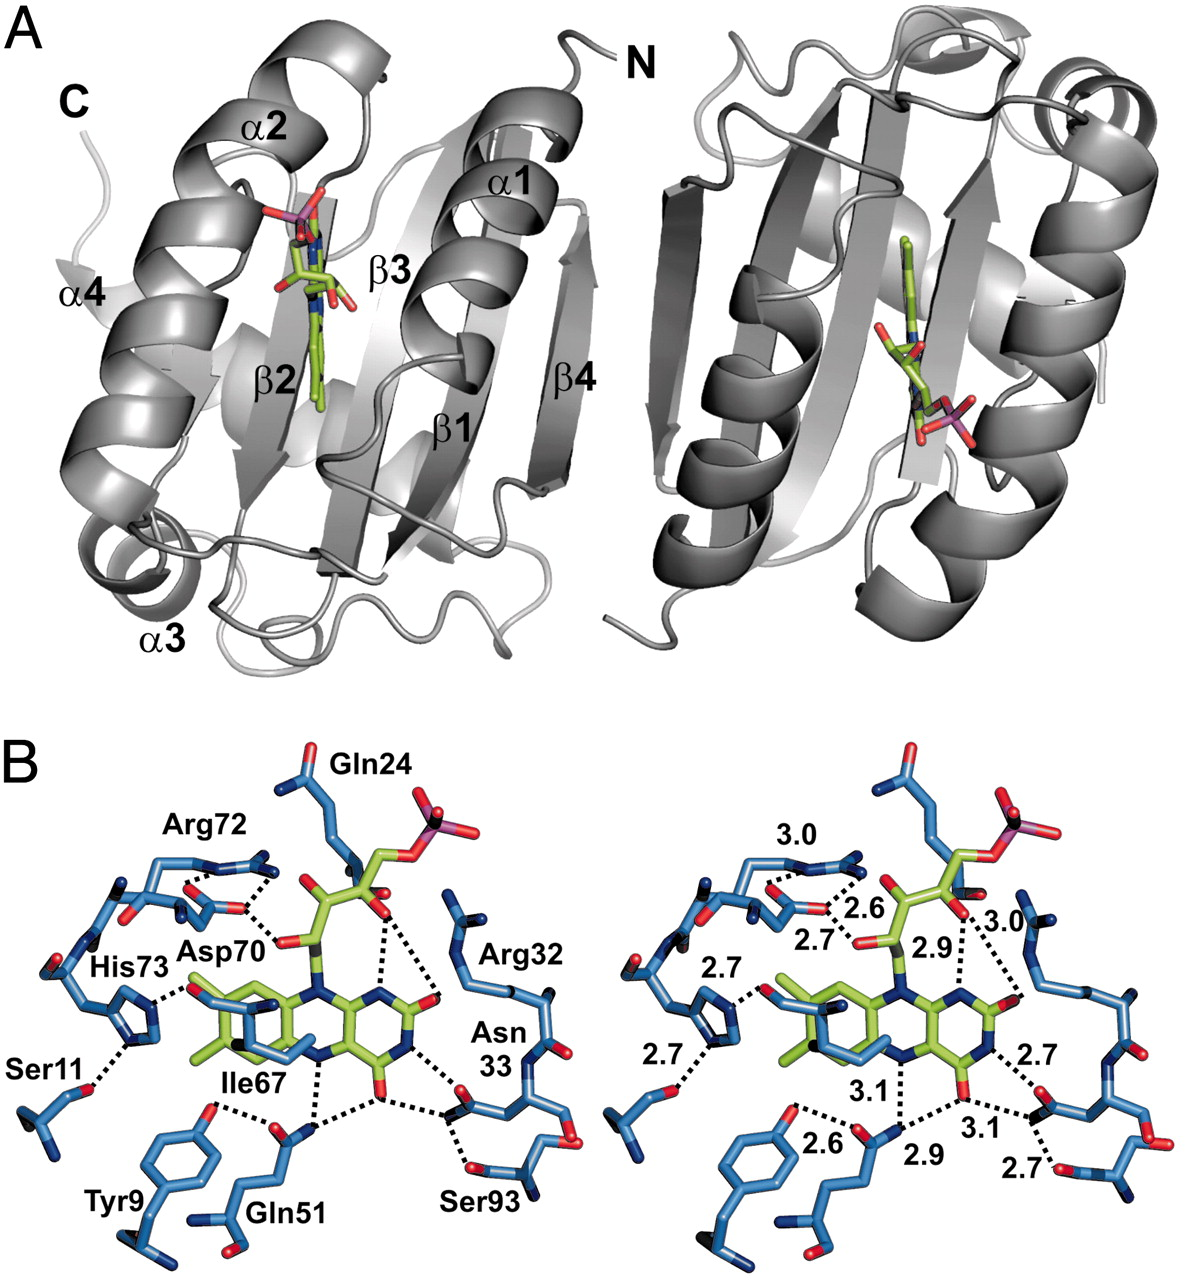 A
N
C
α2
α1
β3
α4
β2
β4
β1
α3
B
Gln24
Arg72
3.0
2.6
3.0
Asp70
2.7
2.9
Arg32
His73
2.7
Asn
33
2.7
2.7
Ser11
Ile67
3.1
3.1
2.6
2.9
2.7
Tyr9
Gln51
Ser93